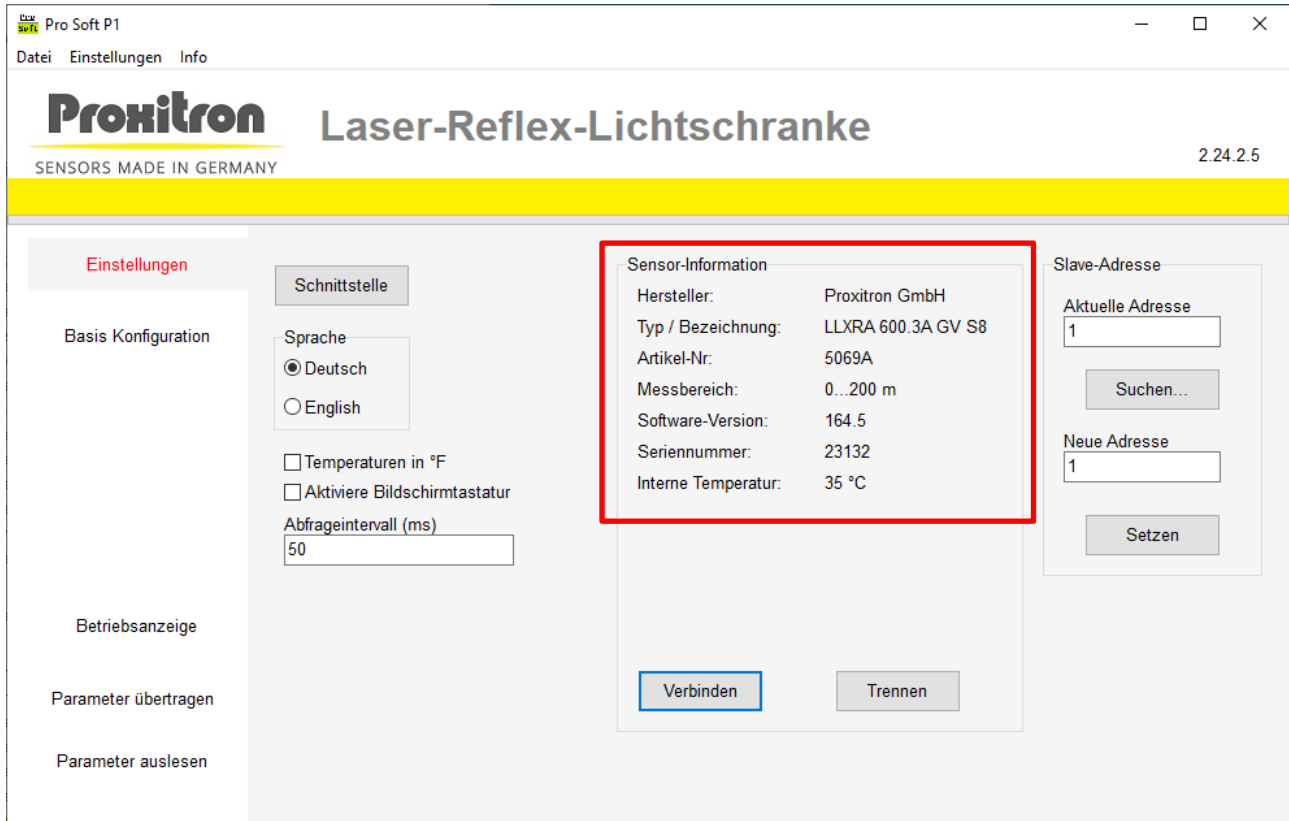 Pro Soft Pro Soft P1
Datei Einstellungen Info
Proxitron
SENSORS MADE IN GERMANY
Laser-Reflex-Lichtschranke
2.24.2.5
Einstellungen
Basis Konfiguration
Betriebsanzeige
Parameter übertragen
Parameter auslesen
Schnittstelle
Sprache
Deutsch
English
Temperaturen in °F
Aktiviere Bildschirmtastatur
Abfrageintervall (ms)
50
Sensor-Information
Hersteller: Proxitron GmbH
Typ / Bezeichnung: LLXRA 600.3A GV S8
Artikel-Nr: 5069A
Messbereich: 0...200 m
Software-Version: 164.5
Seriennummer: 23132
Interne Temperatur: 35 °C
Verbinden Trennen
Slave-Adresse
Aktuelle Adresse
1
Suchen...
Neue Adresse
1
Setzen